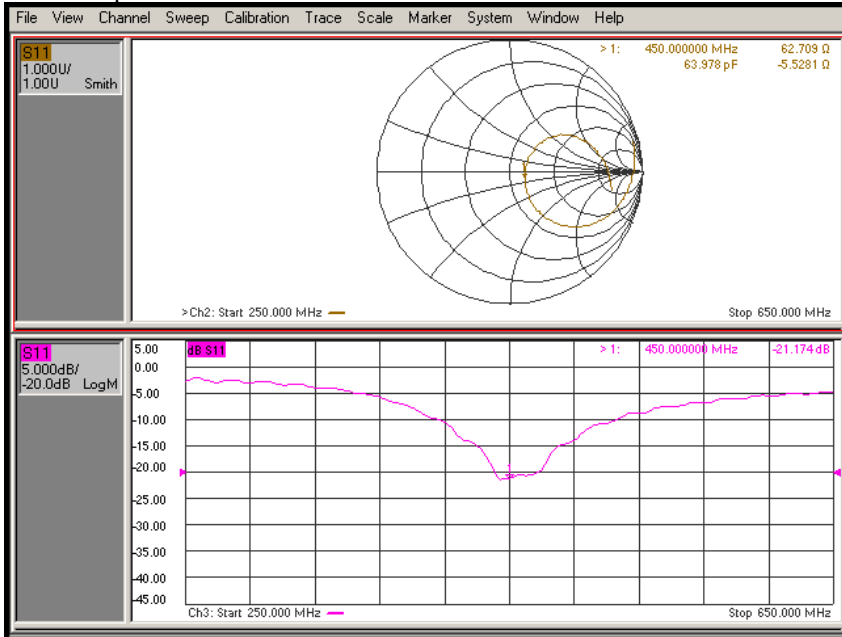 File View Channel Sweep Calibration Trace Scale Marker System Window Help
S11
1.000U/
1.00U Smith
> 1: 450.000000 MHz 62.709 Ω
63.978 pF -5.5281 Ω
>Ch2: Start 250.000 MHz
Stop 650.000 MHz
S11
5.000dB/
-20.0dB LogM
5.00
0.00
-5.00
-10.00
-15.00
-20.00
-25.00
-30.00
-35.00
-40.00
-45.00
dB S11
> 1: 450.000000 MHz -21.174 dB
1
Ch3: Start 250.000 MHz
Stop 650.000 MHz